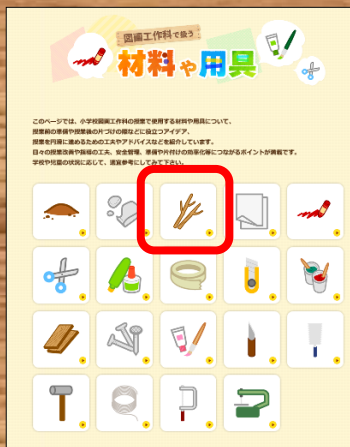 図画工作科で扱う
材料や用具
このページでは、小学校図画工作科の授業で使用する材料や用具について、
授業前の準備や授業後の片づけの際などに役立つアイデア、
授業を円滑に進めるための工夫やアドバイスなどを紹介しています。
日々の授業改善や指導の工夫、安全管理、準備や片付けの効率化等につながるポイントが満載です。
学校や児童の状況に応じて、適宜参考にしてみて下さい。